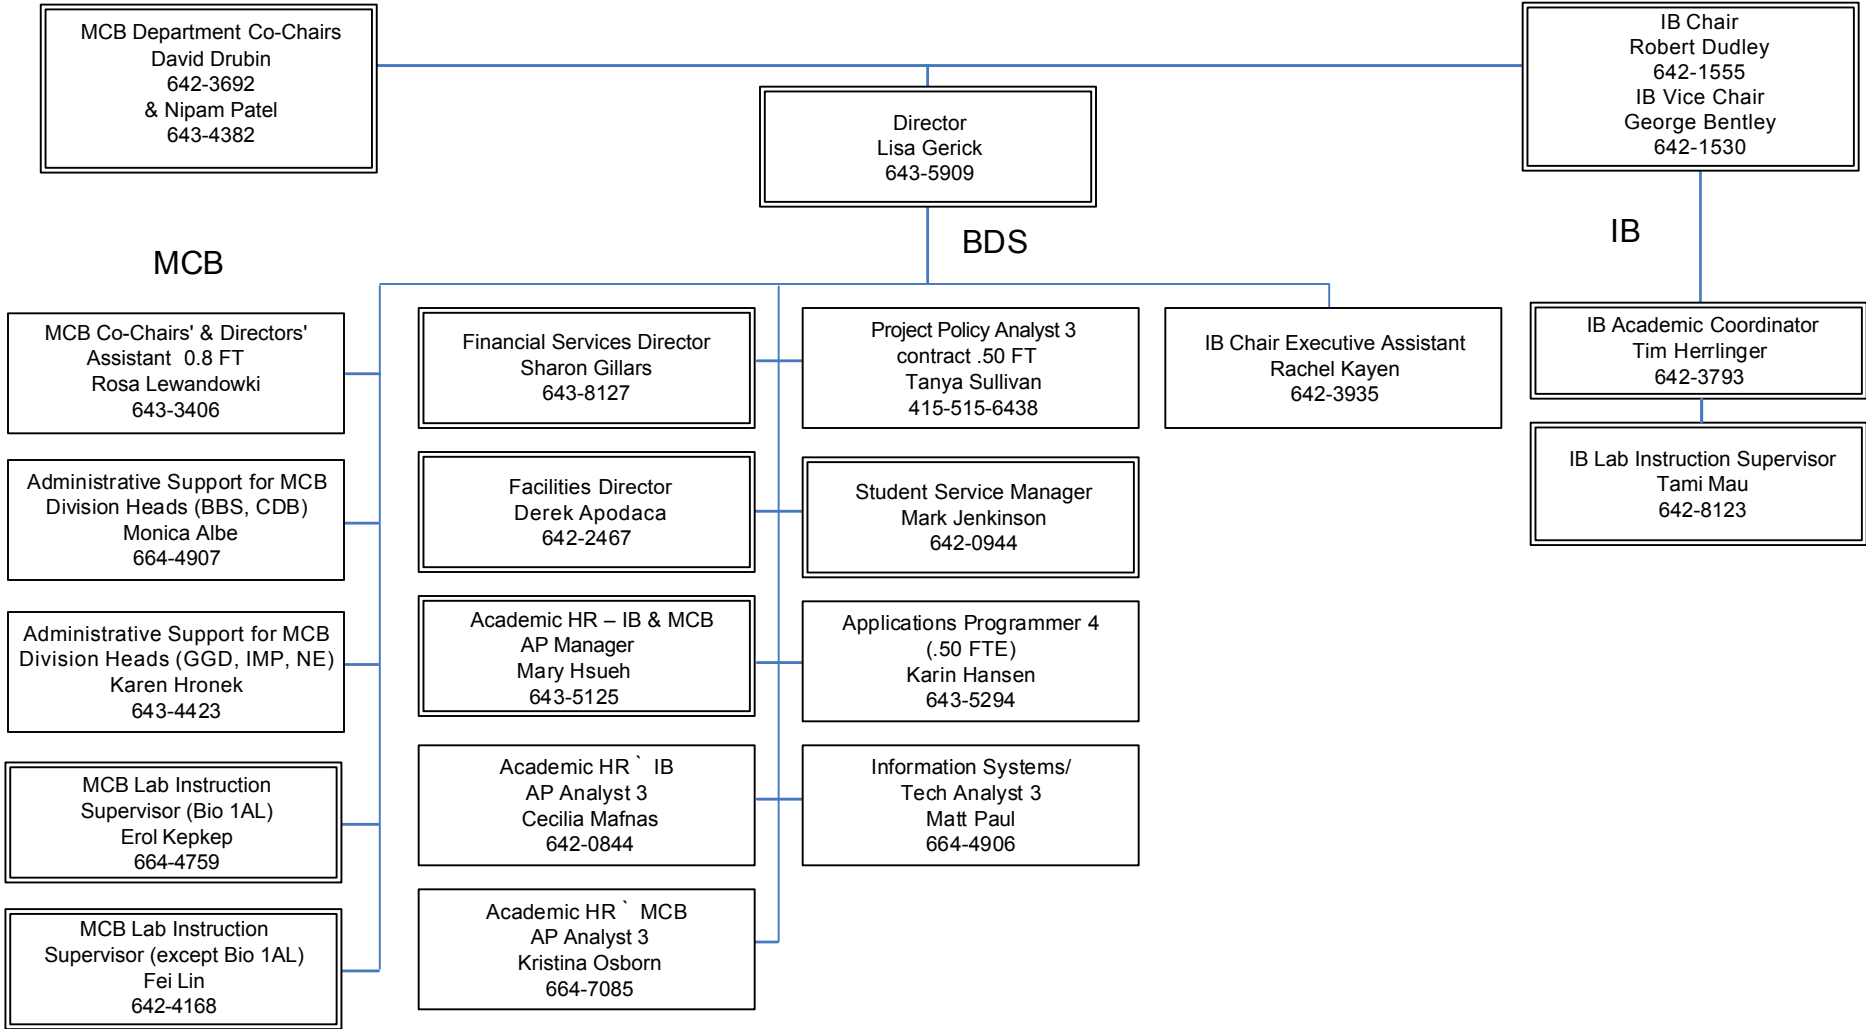 MCB Department Co-Chairs
David Drubin
642-3692
& Nipam Patel
643-4382
Director
Lisa Gerick
643-5909
IB Chair
Robert Dudley
642-1555
IB Vice Chair
George Bentley
642-1530
MCB
BDS
IB
MCB Co-Chairs' & Directors'
Assistant 0.8 FT
Rosa Lewandowki
643-3406
Administrative Support for MCB
Division Heads (BBS, CDB)
Monica Albe
664-4907
Administrative Support for MCB
Division Heads (GGD, IMP, NE)
Karen Hronek
643-4423
MCB Lab Instruction
Supervisor (Bio 1AL)
Erol Kepkep
664-4759
MCB Lab Instruction
Supervisor (except Bio 1AL)
Fei Lin
642-4168
Financial Services Director
Sharon Gillars
643-8127
Facilities Director
Derek Apodaca
642-2467
Academic HR – IB & MCB
AP Manager
Mary Hsueh
643-5125
Academic HR ` IB
AP Analyst 3
Cecilia Mafnas
642-0844
Academic HR ` MCB
AP Analyst 3
Kristina Osborn
664-7085
Project Policy Analyst 3
contract .50 FT
Tanya Sullivan
415-515-6438
Student Service Manager
Mark Jenkinson
642-0944
Applications Programmer 4
(.50 FTE)
Karin Hansen
643-5294
Information Systems/
Tech Analyst 3
Matt Paul
664-4906
IB Chair Executive Assistant
Rachel Kayen
642-3935
IB Academic Coordinator
Tim Herrlinger
642-3793
IB Lab Instruction Supervisor
Tami Mau
642-8123